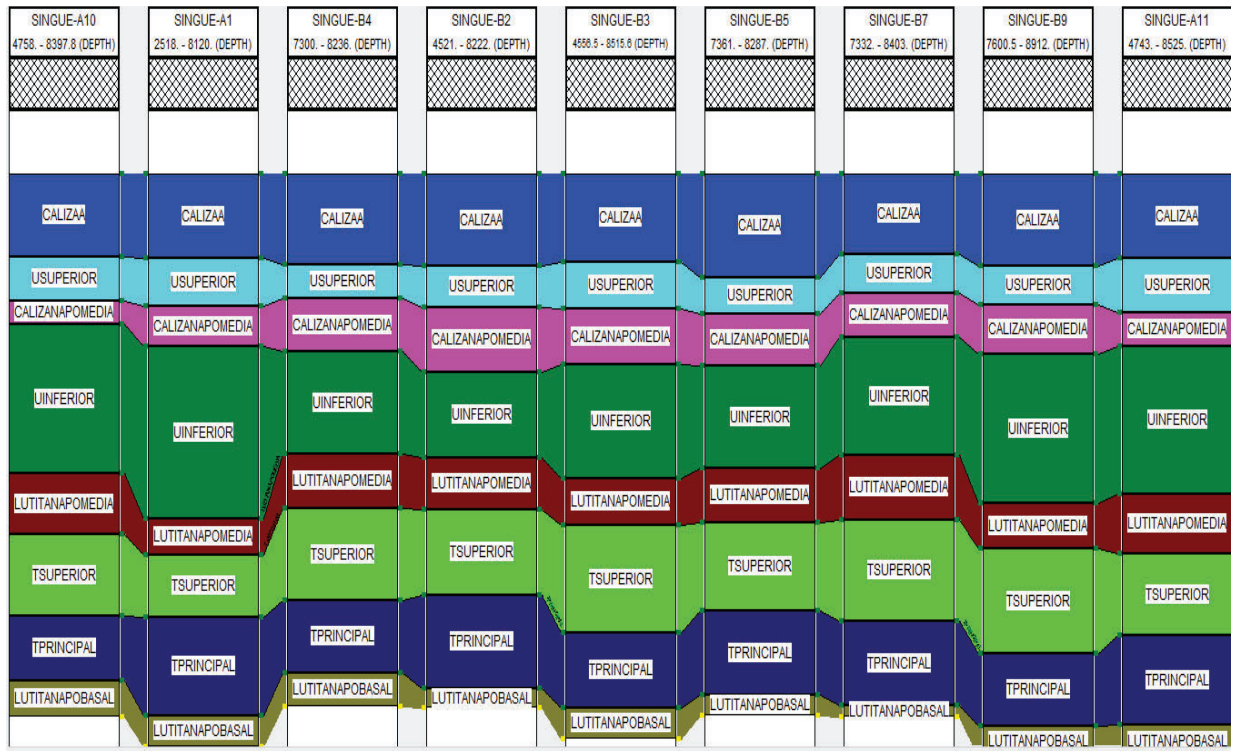 SINGUE-A10
4758. - 8397.8 (DEPTH)
CALIZAA
USUPERIOR
CALIZANAPOMEDIA
UINFERIOR
LUTITANAPOMEDIA
TSUPERIOR
TPRINCIPAL
LUTITANAPOBASAL
SINGUE-A1
2518. - 8120. (DEPTH)
CALIZAA
USUPERIOR
CALIZANAPOMEDIA
UINFERIOR
LUTITANAPOMEDIA
TSUPERIOR
TPRINCIPAL
LUTITANAPOBASAL
SINGUE-B4
7300. - 8236. (DEPTH)
CALIZAA
USUPERIOR
CALIZANAPOMEDIA
UINFERIOR
LUTITANAPOMEDIA
TSUPERIOR
TPRINCIPAL
LUTITANAPOBASAL
SINGUE-B2
4521. - 8222. (DEPTH)
CALIZAA
USUPERIOR
CALIZANAPOMEDIA
UINFERIOR
LUTITANAPOMEDIA
TSUPERIOR
TPRINCIPAL
LUTITANAPOBASAL
SINGUE-B3
4556.5 - 8515.6 (DEPTH)
CALIZAA
USUPERIOR
CALIZANAPOMEDIA
UINFERIOR
LUTITANAPOMEDIA
TSUPERIOR
TPRINCIPAL
LUTITANAPOBASAL
SINGUE-B5
7361. - 8287. (DEPTH)
CALIZAA
USUPERIOR
CALIZANAPOMEDIA
UINFERIOR
LUTITANAPOMEDIA
TSUPERIOR
TPRINCIPAL
LUTITANAPOBASAL
SINGUE-B7
7332. - 8403. (DEPTH)
CALIZAA
USUPERIOR
CALIZANAPOMEDIA
UINFERIOR
LUTITANAPOMEDIA
TSUPERIOR
TPRINCIPAL
LUTITANAPOBASAL
SINGUE-B9
7600.5 - 8912. (DEPTH)
CALIZAA
USUPERIOR
CALIZANAPOMEDIA
UINFERIOR
LUTITANAPOMEDIA
TSUPERIOR
TPRINCIPAL
LUTITANAPOBASAL
SINGUE-A11
4743. - 8525. (DEPTH)
CALIZAA
USUPERIOR
CALIZANAPOMEDIA
UINFERIOR
LUTITANAPOMEDIA
TSUPERIOR
TPRINCIPAL
LUTITANAPOBASAL